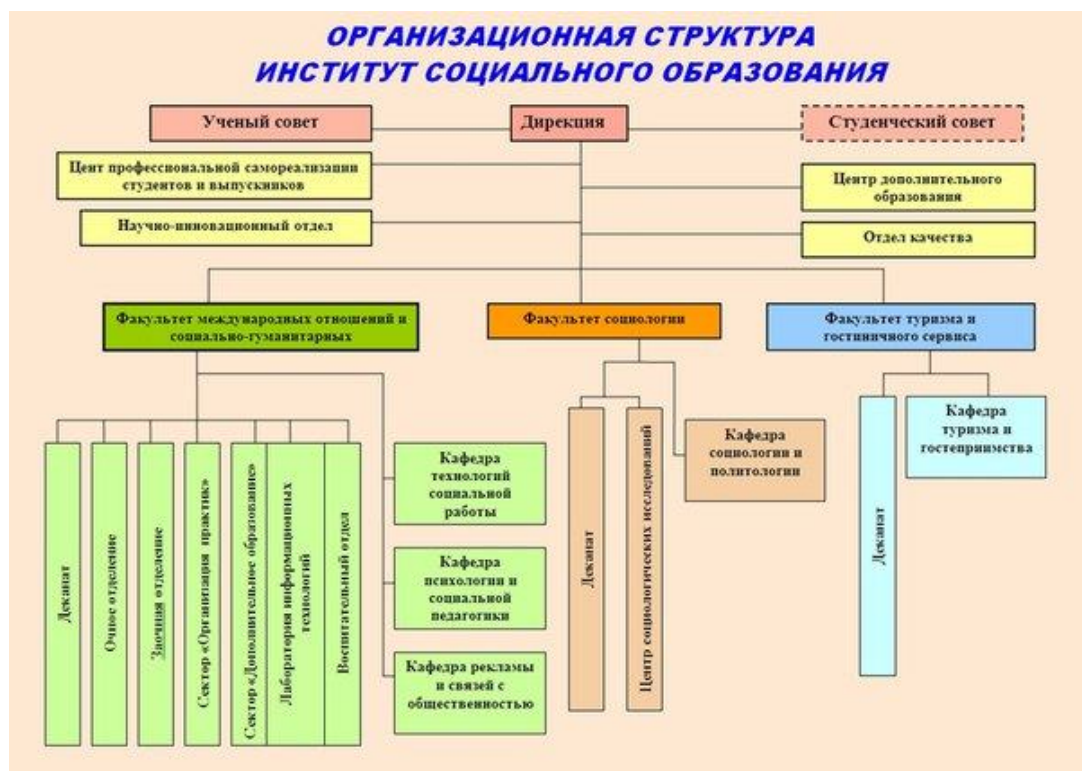 ОРГАНИЗАЦИОННАЯ СТРУКТУРА
ИНСТИТУТ СОЦИАЛЬНОГО ОБРАЗОВАНИЯ
Ученый совет
Дирекция
Студенческий совет
Цент профессиональной самореализации
студентов и выпускников
Центр дополнительного
образования
Научно-инновационный отдел
Отдел качества
Факультет международных отношений и
социально-гуманитарных
Факультет социологии
Факультет туризма и
гостиничного сервиса
Деканат
Очное отделение
Заочная отделение
Сектор «Организация практик»
Сектор «Дополнительное образование»
Лаборатория информационных
технологий
Воспитательный отдел
Кафедра
технологий
социальной
работы
Кафедра
психологии и
социальной
педагогики
Кафедра рекламы
и связей с
общественностью
Деканат
Центр социологических исследований
Кафедра
социологии и
политологии
Деканат
Кафедра
туризма и
гостеприимства